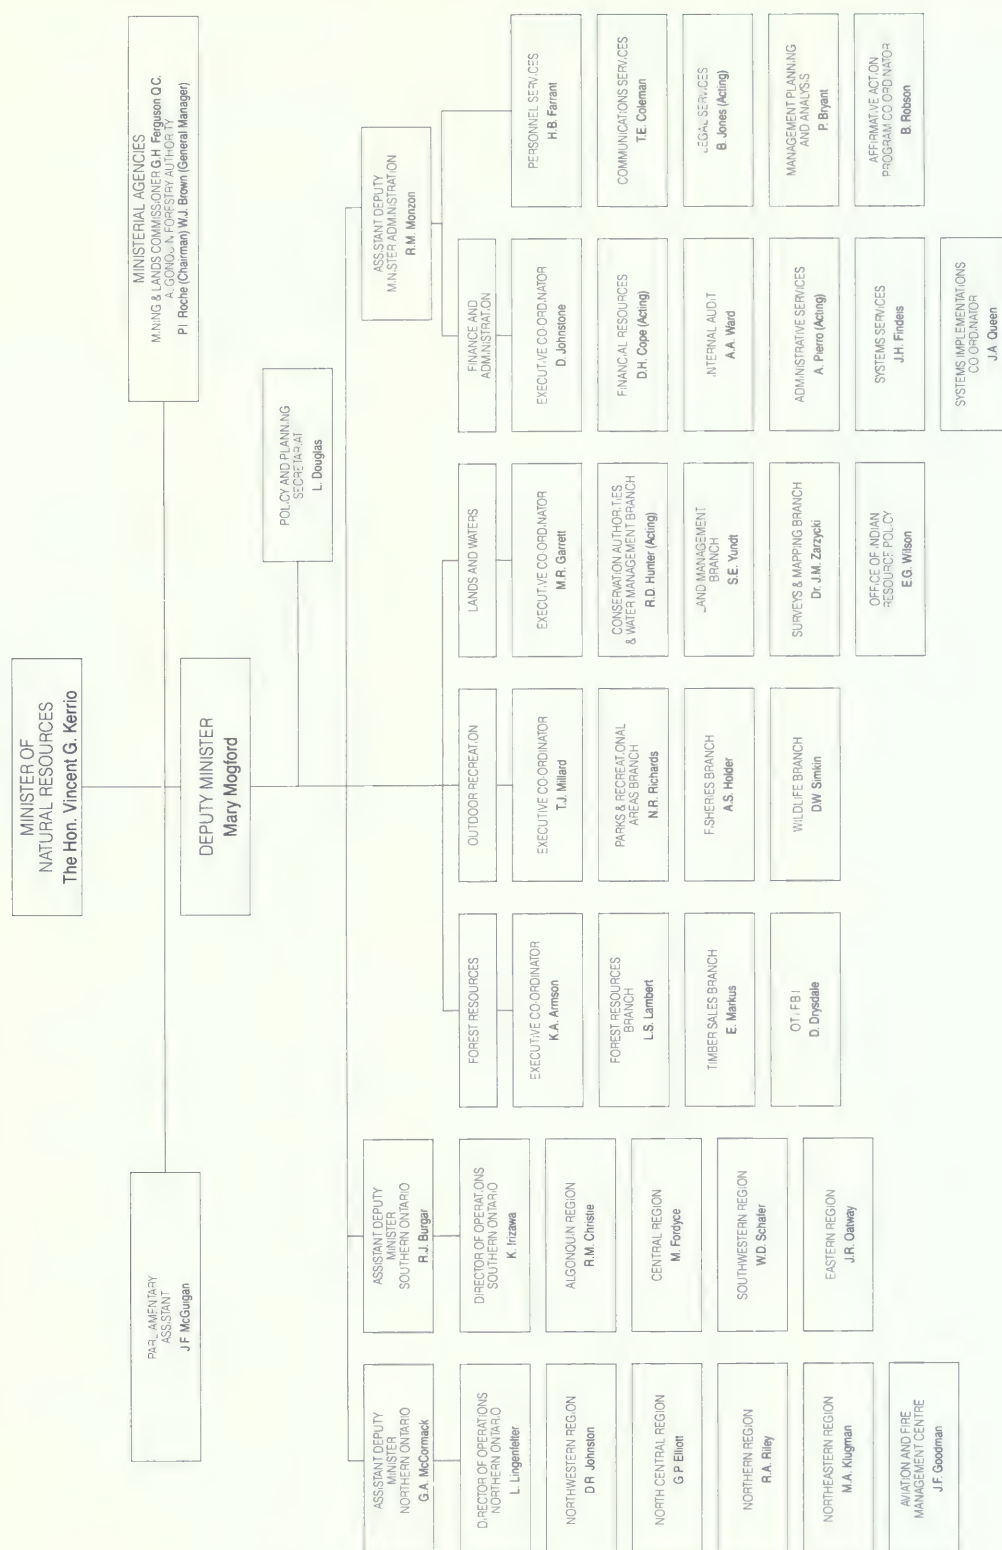 MINISTER OF
NATURAL RESOURCES
The Hon. Vincent G. Kerrio
PARLIAMENTARY
ASSISTANT
J.F. McGuigan
MINISTERIAL AGENCIES
MINING & LANDS COMMISSIONER G.H. Ferguson Q.C.
ALGONQUIN FORESTRY AUTHORITY
P.I. Roche (Chairman) W.J. Brown (General Manager)
DEPUTY MINISTER
Mary Mogford
POLICY AND PLANNING
SECRETARIAT
L. Douglas
ASSISTANT DEPUTY
MINISTER
NORTHERN ONTARIO
G.A. McCormack
DIRECTOR OF OPERATIONS
NORTHERN ONTARIO
L. Lingenfelter
NORTHWESTERN REGION
D.R. Johnston
NORTH CENTRAL REGION
G.P. Elliott
NORTHERN REGION
R.A. Riley
NORTHEASTERN REGION
M.A. Klugman
AVIATION AND FIRE
MANAGEMENT CENTRE
J.F. Goodman
ASSISTANT DEPUTY
MINISTER
SOUTHERN ONTARIO
R.J. Burgar
DIRECTOR OF OPERATIONS
SOUTHERN ONTARIO
K. Irizawa
ALGONQUIN REGION
R.M. Christie
CENTRAL REGION
M. Fordyce
SOUTHWESTERN REGION
W.D. Schafer
EASTERN REGION
J.R. Oatway
FOREST RESOURCES
EXECUTIVE CO-ORDINATOR
K.A. Armson
FOREST RESOURCES
BRANCH
L.S. Lambert
TIMBER SALES BRANCH
E. Markus
D. Drysdale
OUTDOOR RECREATION
EXECUTIVE CO-ORDINATOR
T.J. Millard
PARKS & RECREATIONAL
AREAS BRANCH
N.R. Richards
FISHERIES BRANCH
A.S. Holder
WILDLIFE BRANCH
D.W. Simkin
LANDS AND WATERS
EXECUTIVE CO-ORDINATOR
M.R. Garrett
CONSERVATION AUTHORITIES
& WATER MANAGEMENT BRANCH
R.D. Hunter (Acting)
LAND MANAGEMENT
BRANCH
S.E. Yundt
SURVEYS & MAPPING BRANCH
Dr. J.M. Zarzycki
OFFICE OF INDIAN
RESOURCE POLICY
E.G. Wilson
ASSISTANT DEPUTY
MINISTER ADMINISTRATION
R.M. Monzon
FINANCE AND
ADMINISTRATION
EXECUTIVE CO-ORDINATOR
D. Johnstone
FINANCIAL RESOURCES
D.H. Cope (Acting)
INTERNAL AUDIT
A.A. Ward
ADMINISTRATIVE SERVICES
A. Pierro (Acting)
SYSTEMS SERVICES
J.H. Findeis
SYSTEMS IMPLEMENTATIONS
CO-ORDINATOR
J.A. Queen
PERSONNEL SERVICES
H.B. Farrant
COMMUNICATIONS SERVICES
T.E. Coleman
LEGAL SERVICES
B. Jones (Acting)
MANAGEMENT PLANNING
AND ANALYSIS
P. Bryant
AFFIRMATIVE ACTION
PROGRAM CO-ORDINATOR
B. Robson